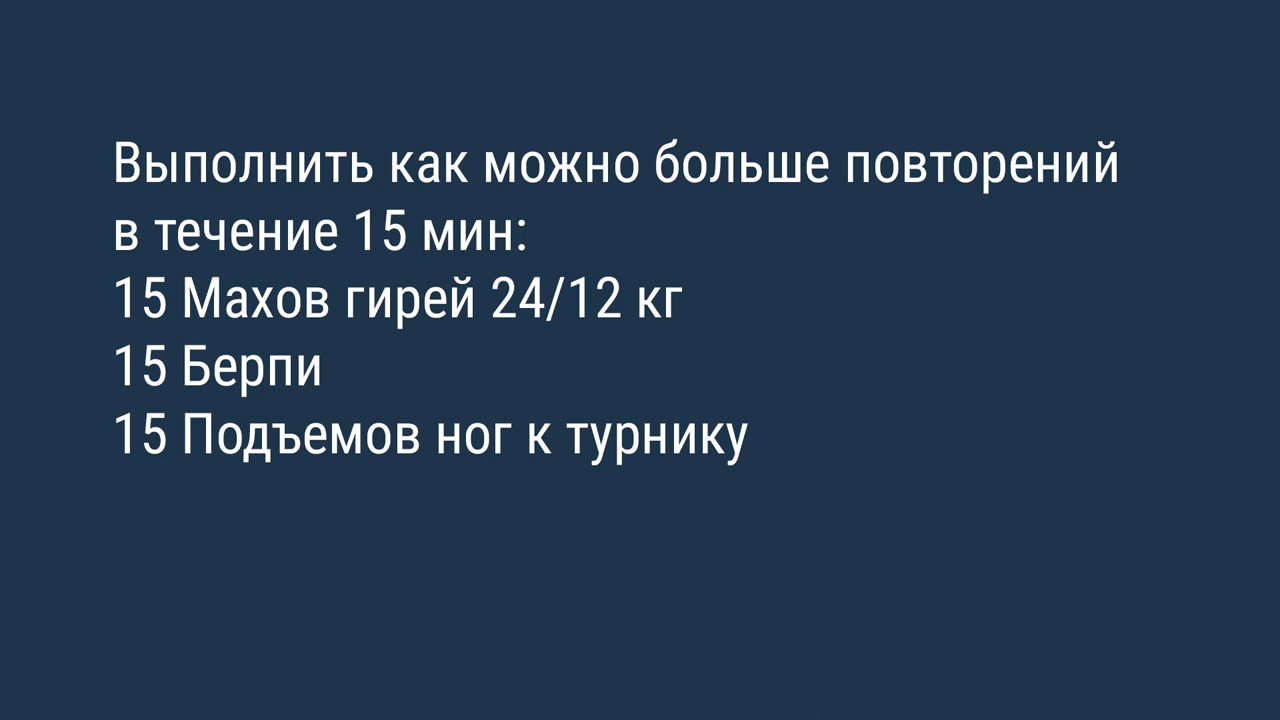 Выполнить как можно больше повторений
в течение 15 мин:
15 Махов гирей 24/12 кг
15 Берпи
15 Подъемов ног к турнику